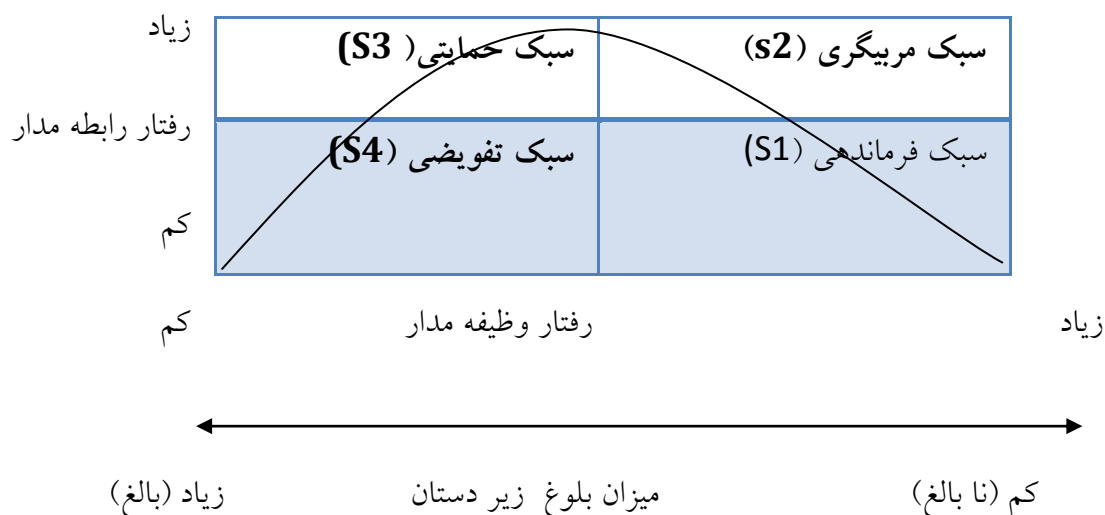 زیاد
سبک مربیگری (s2)
سبک حمایتی( S3)
رفتار رابطه مدار
سبک فرماندهی (S1)
سبک تفویضی (S4)
کم
زیاد
رفتار وظیفه مدار
کم
کم (نا بالغ)
میزان بلوغ زیر دستان
زیاد (بالغ)